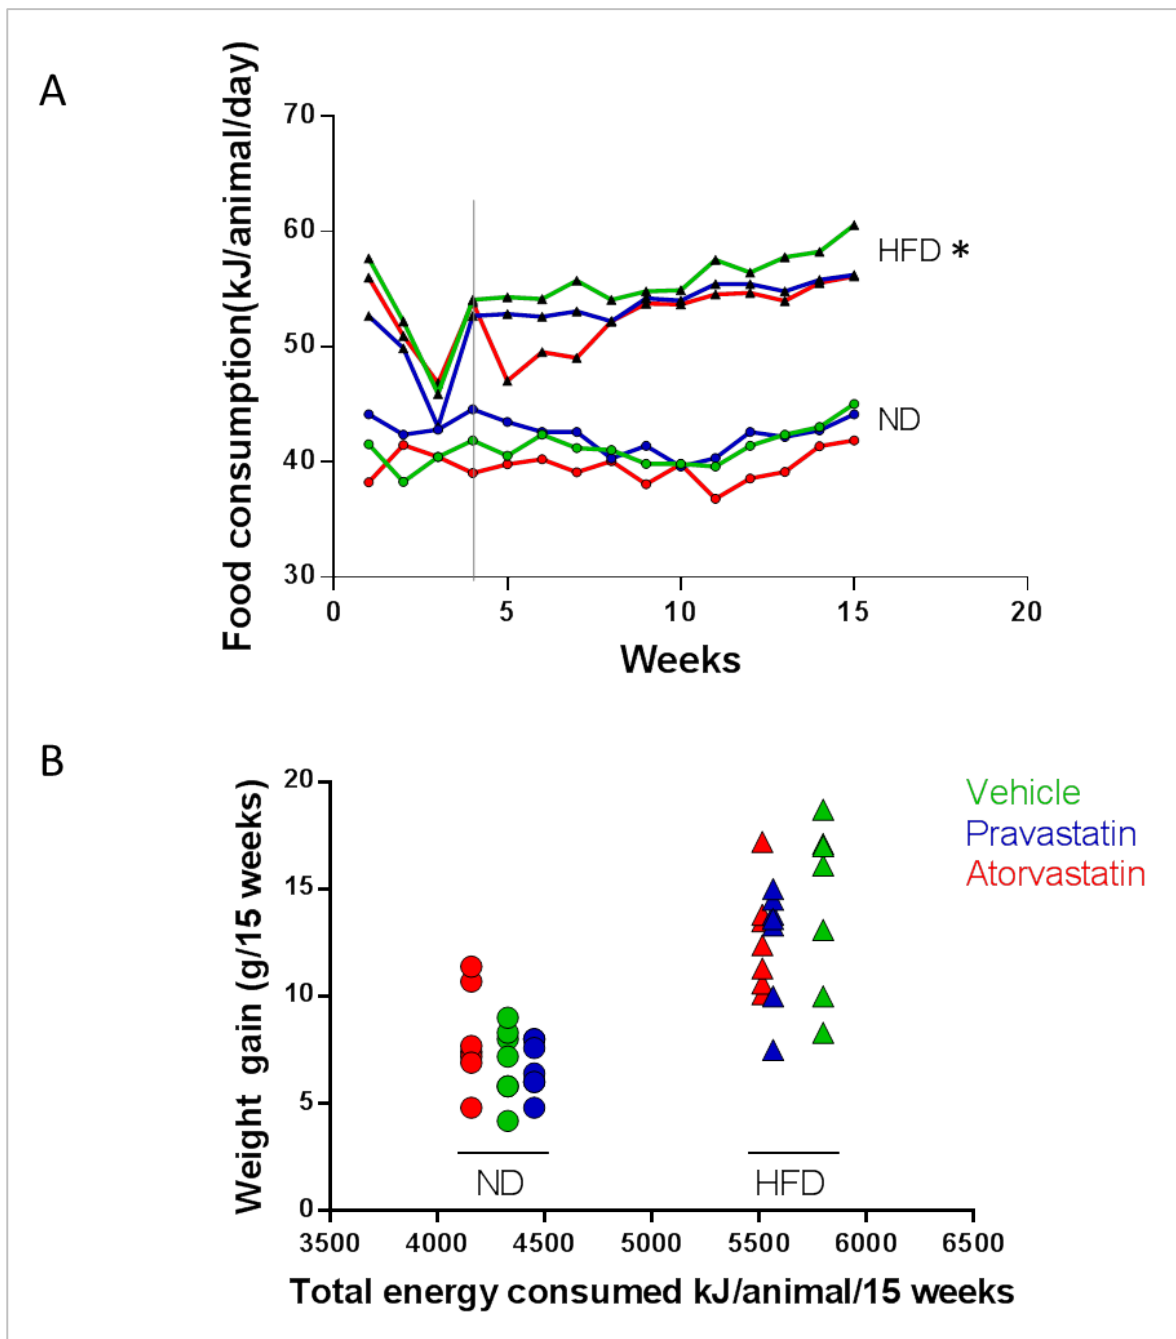 A
Food consumption(kJ/animal/day)
70
60
50
40
30
HFD *
ND
0 5 10 15 20
Weeks
B
Weight gain (g/15 weeks)
20
15
10
5
0
Vehicle
Pravastatin
Atorvastatin
ND HFD
3500 4000 4500 5000 5500 6000 6500
Total energy consumed kJ/animal/15 weeks